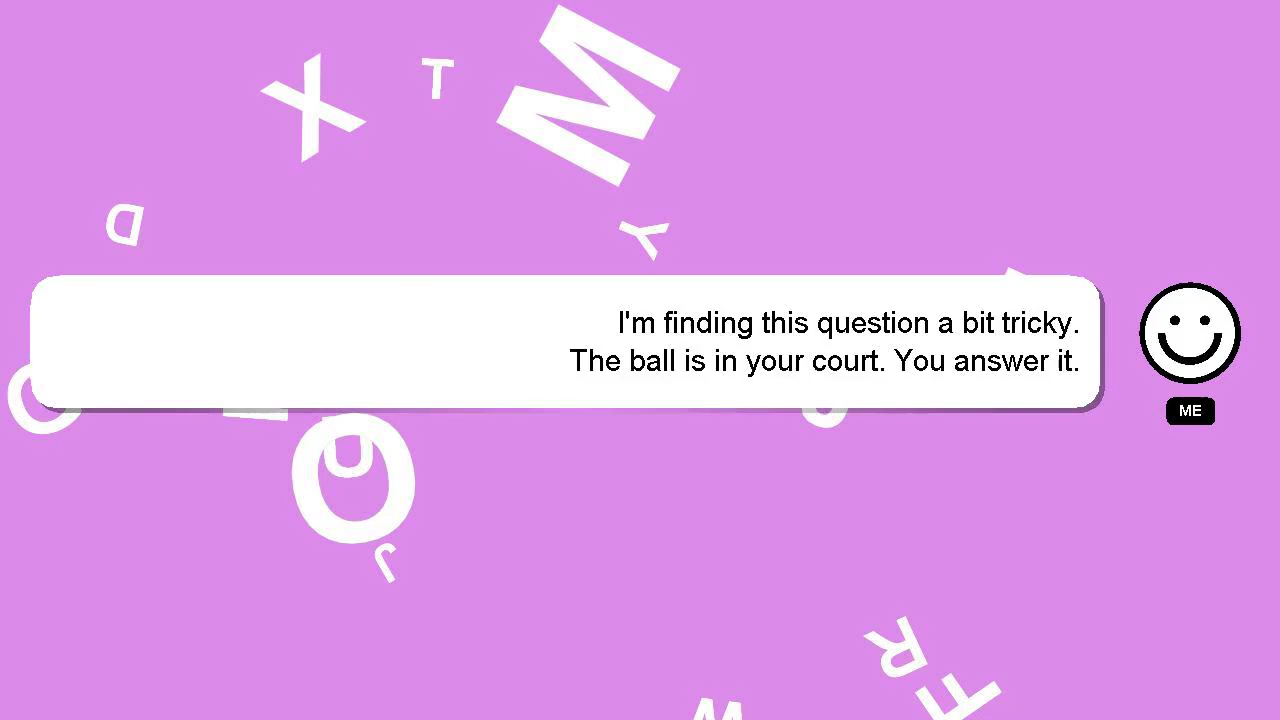 X
T
M
D
Y
I'm finding this question a bit tricky.
The ball is in your court. You answer it.
ME
O
U
J
R
F
W